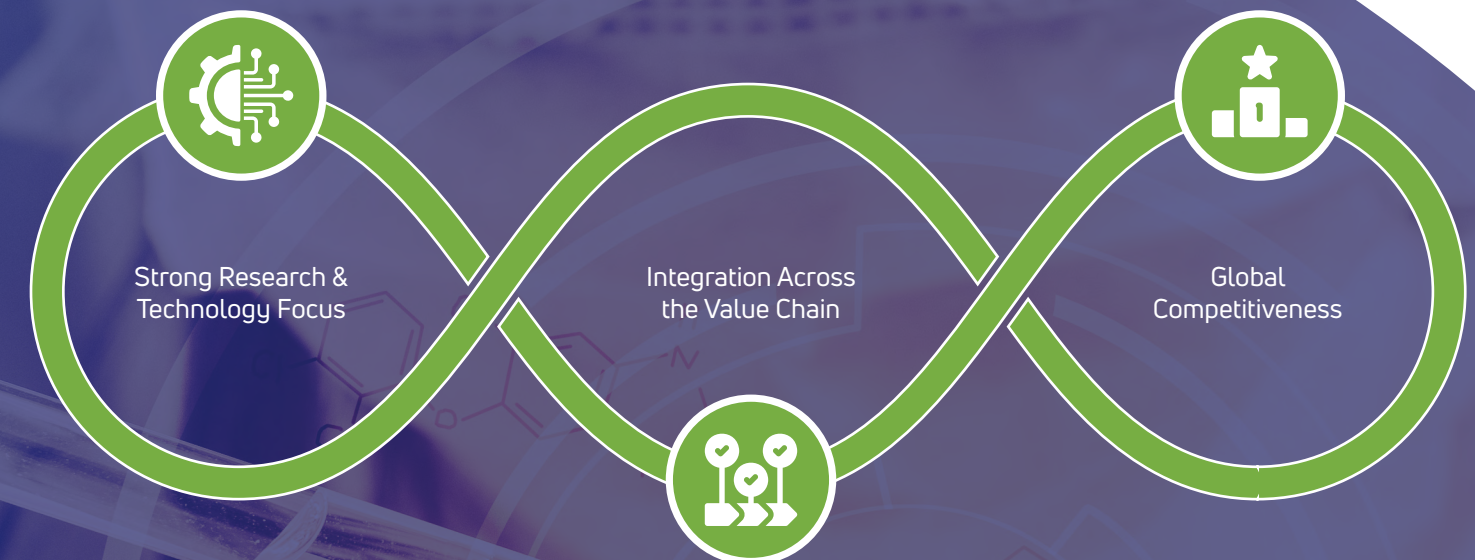 Strong Research &
Technology Focus
Integration Across
the Value Chain
Global
Competitiveness